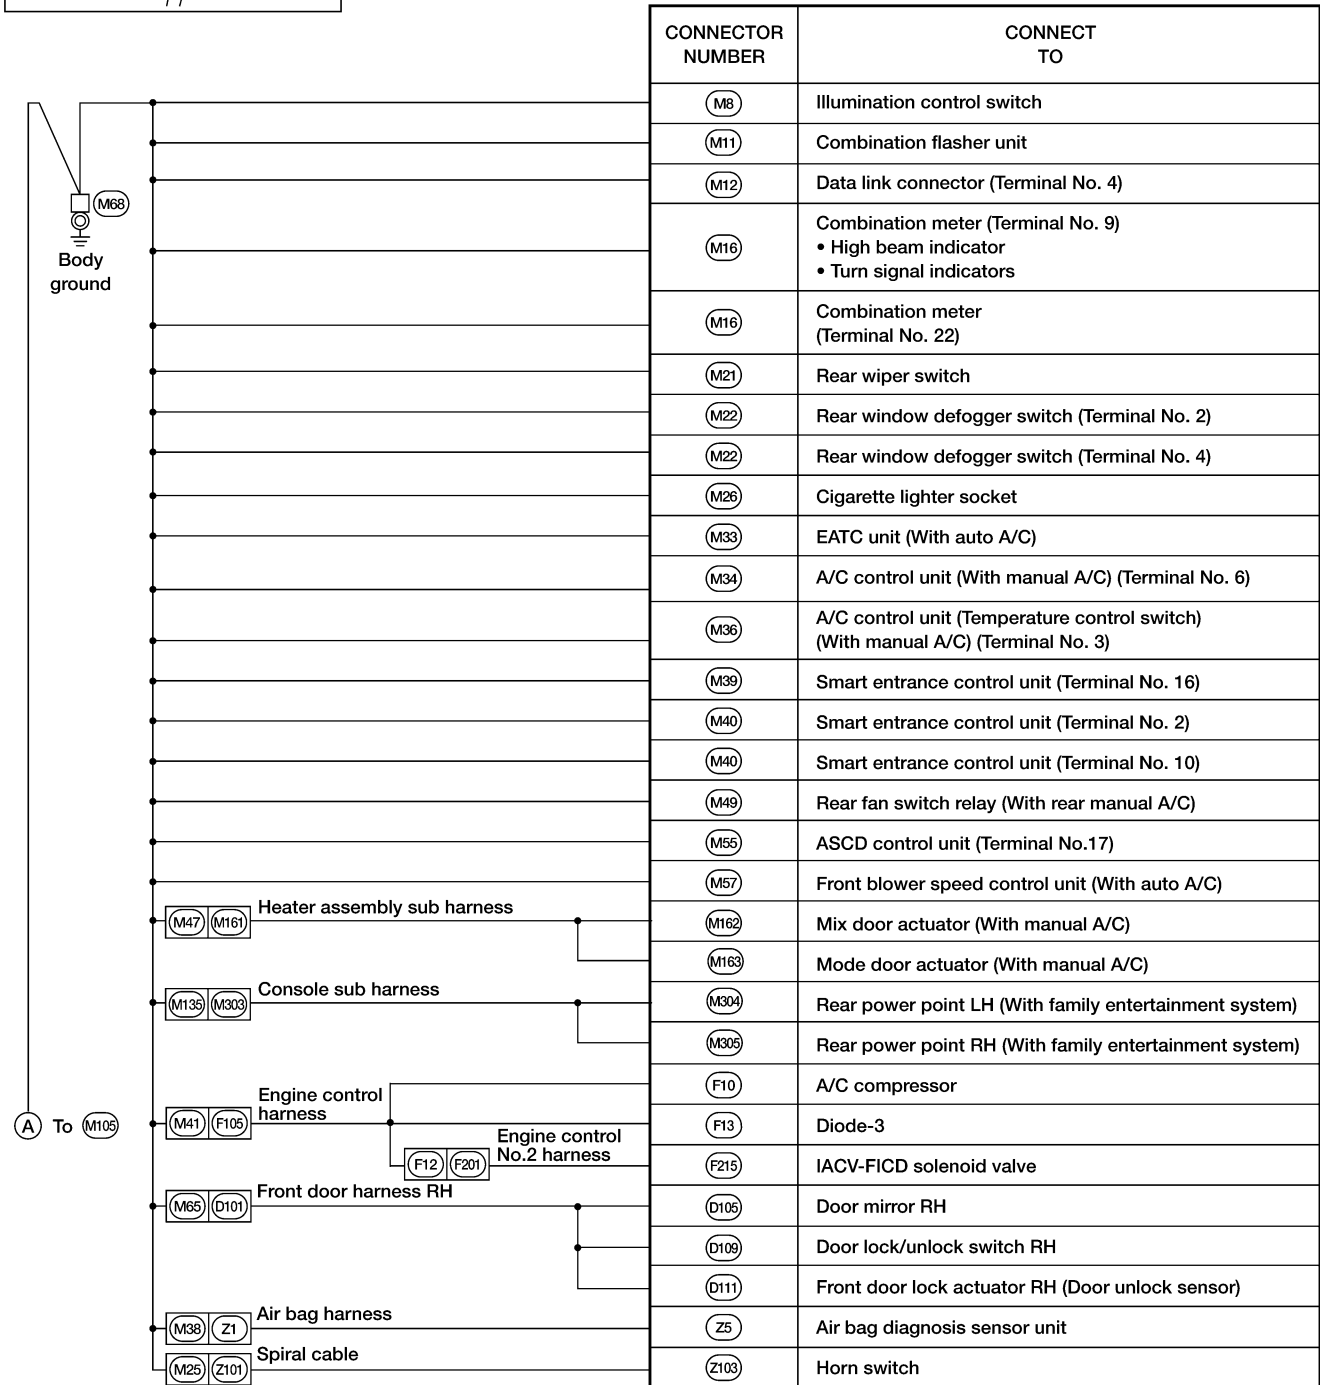 CONNECTOR
NUMBER
CONNECT
TO
M8 Illumination control switch
M11 Combination flasher unit
M12 Data link connector (Terminal No. 4)
M68
Body
ground
M16 Combination meter (Terminal No. 9)
• High beam indicator
• Turn signal indicators
M16 Combination meter
(Terminal No. 22)
M21 Rear wiper switch
M22 Rear window defogger switch (Terminal No. 2)
M22 Rear window defogger switch (Terminal No. 4)
M26 Cigarette lighter socket
M33 EATC unit (With auto A/C)
M34 A/C control unit (With manual A/C) (Terminal No. 6)
M36 A/C control unit (Temperature control switch)
(With manual A/C) (Terminal No. 3)
M39 Smart entrance control unit (Terminal No. 16)
M40 Smart entrance control unit (Terminal No. 2)
M40 Smart entrance control unit (Terminal No. 10)
M49 Rear fan switch relay (With rear manual A/C)
M55 ASCD control unit (Terminal No.17)
M57 Front blower speed control unit (With auto A/C)
M47 M161 Heater assembly sub harness
M162 Mix door actuator (With manual A/C)
M163 Mode door actuator (With manual A/C)
M135 M303 Console sub harness
M304 Rear power point LH (With family entertainment system)
M305 Rear power point RH (With family entertainment system)
F10 A/C compressor
A To M105
M41 F105 Engine control
harness
F13 Diode-3
F12 F201 Engine control
No.2 harness
F215 IACV-FICD solenoid valve
M65 D101 Front door harness RH
D105 Door mirror RH
D109 Door lock/unlock switch RH
D111 Front door lock actuator RH (Door unlock sensor)
M38 Z1 Air bag harness
Z5 Air bag diagnosis sensor unit
M25 Z101 Spiral cable
Z103 Horn switch